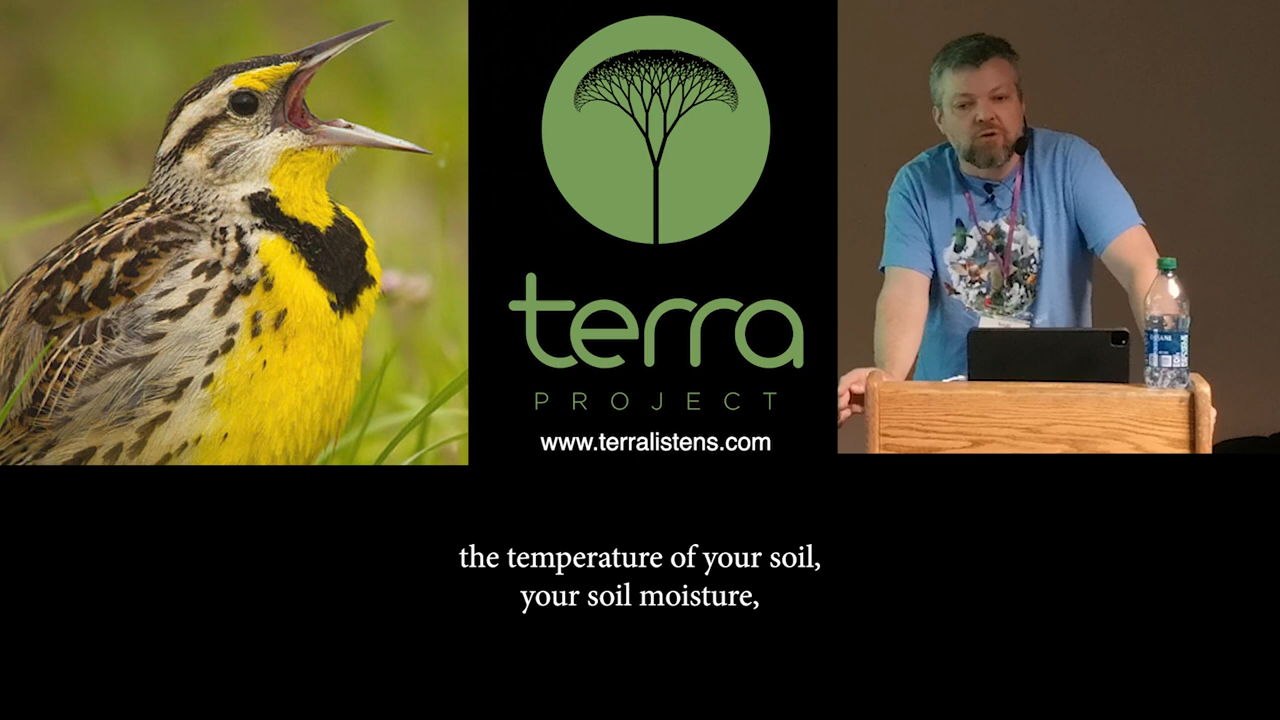 terra
PROJECT
www.terralistens.com
the temperature of your soil,
your soil moisture,